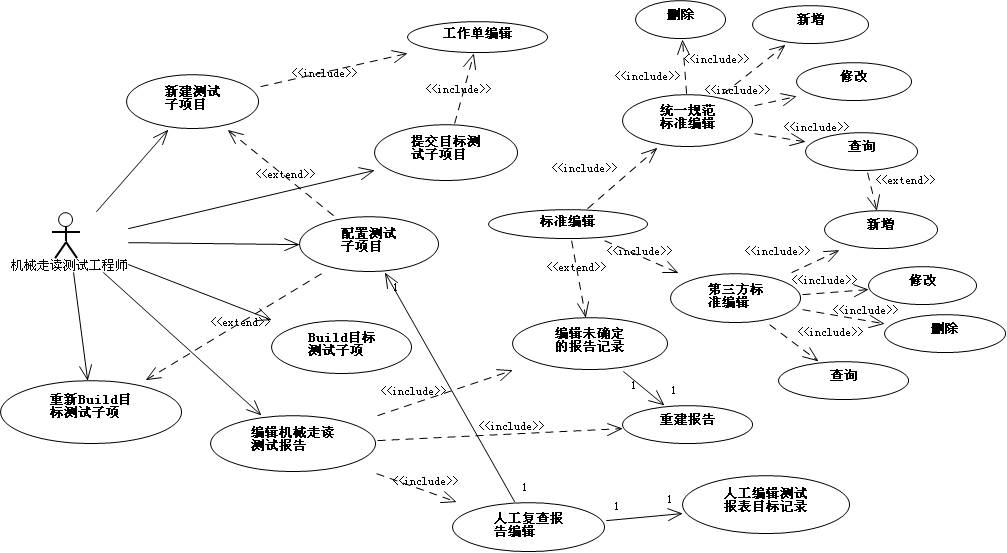 删除
新增
工作单编辑
<<include>>
<<include>>
<<include>>
修改
新建测试
子项目
<<include>>
<<include>>
统一规范
标准编辑
<<include>>
提交目标测
试子项目
查询
<<include>>
<<extend>>
<<extend>>
标准编辑
新增
配置测试
子项目
<<include>>
<<include>>
机械走读测试工程师
<<extend>>
<<include>>
修改
1
第三方标
准编辑
<<extend>>
<<include>>
Build目标
测试子项
编辑未确定
的报告记录
删除
查询
<<include>>
1
1
重新Build目
标测试子项
重建报告
编辑机械走读
测试报告
<<include>>
<<include>>
1
1
1
人工编辑测试
报表目标记录
人工复查报
告编辑